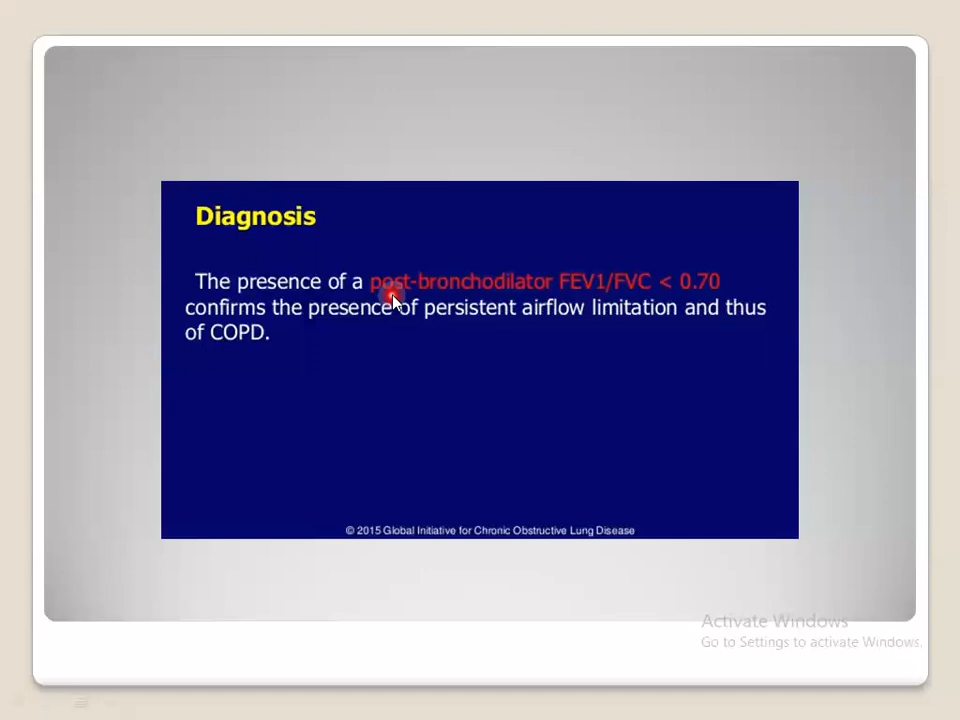 Diagnosis
The presence of a post-bronchodilator FEV1/FVC < 0.70
confirms the presence of persistent airflow limitation and thus
of COPD.
© 2015 Global Initiative for Chronic Obstructive Lung Disease
Activate Windows
Go to Settings to activate Windows.